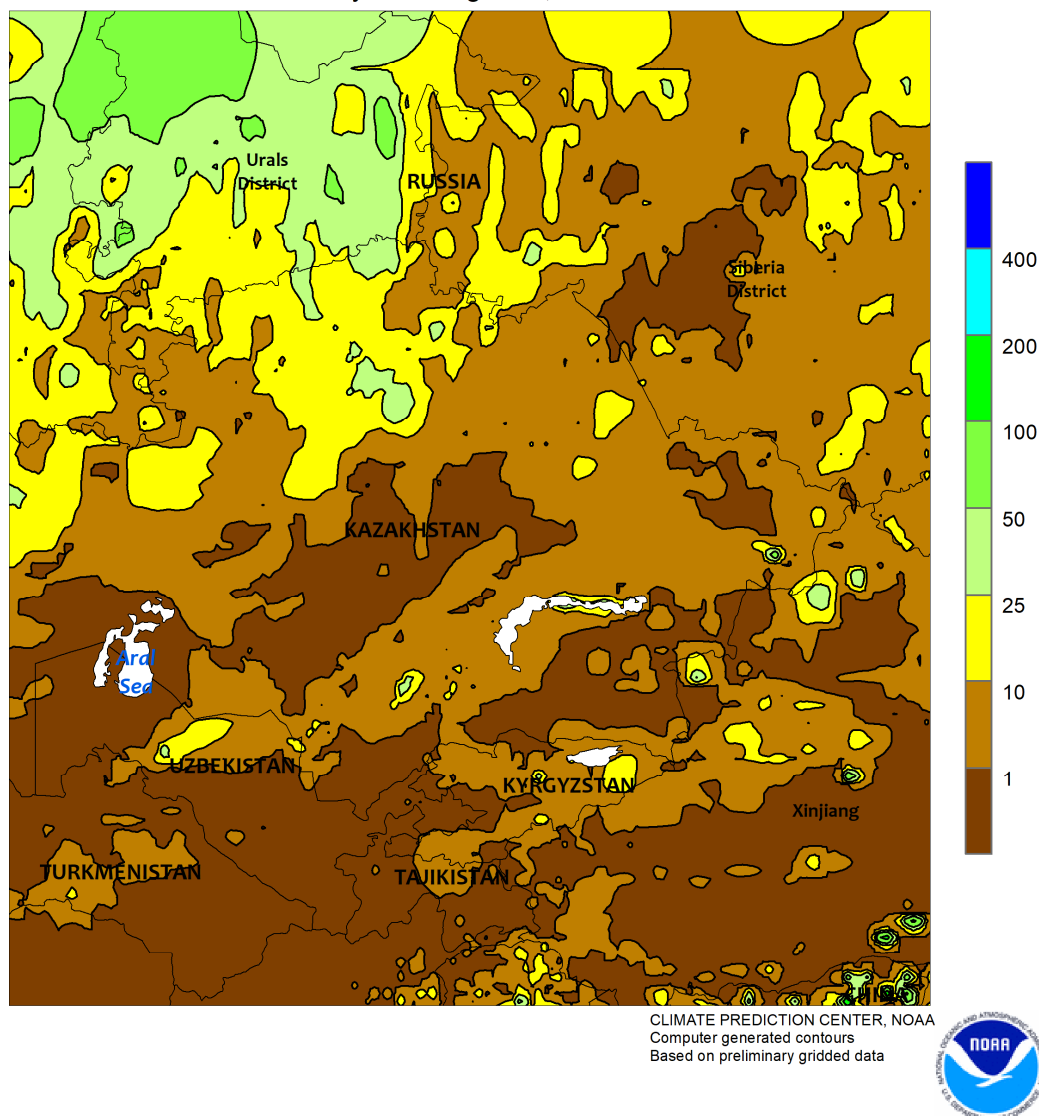 Urals
District
RUSSIA
Siberia
District
400
200
100
50
25
10
1
KAZAKHSTAN
Aral
Sea
UZBEKISTAN
KYRGYZSTAN
Xinjiang
TURKMENISTAN
TAJIKISTAN
CHINA
CLIMATE PREDICTION CENTER, NOAA
Computer generated contours
Based on preliminary gridded data
NOAA